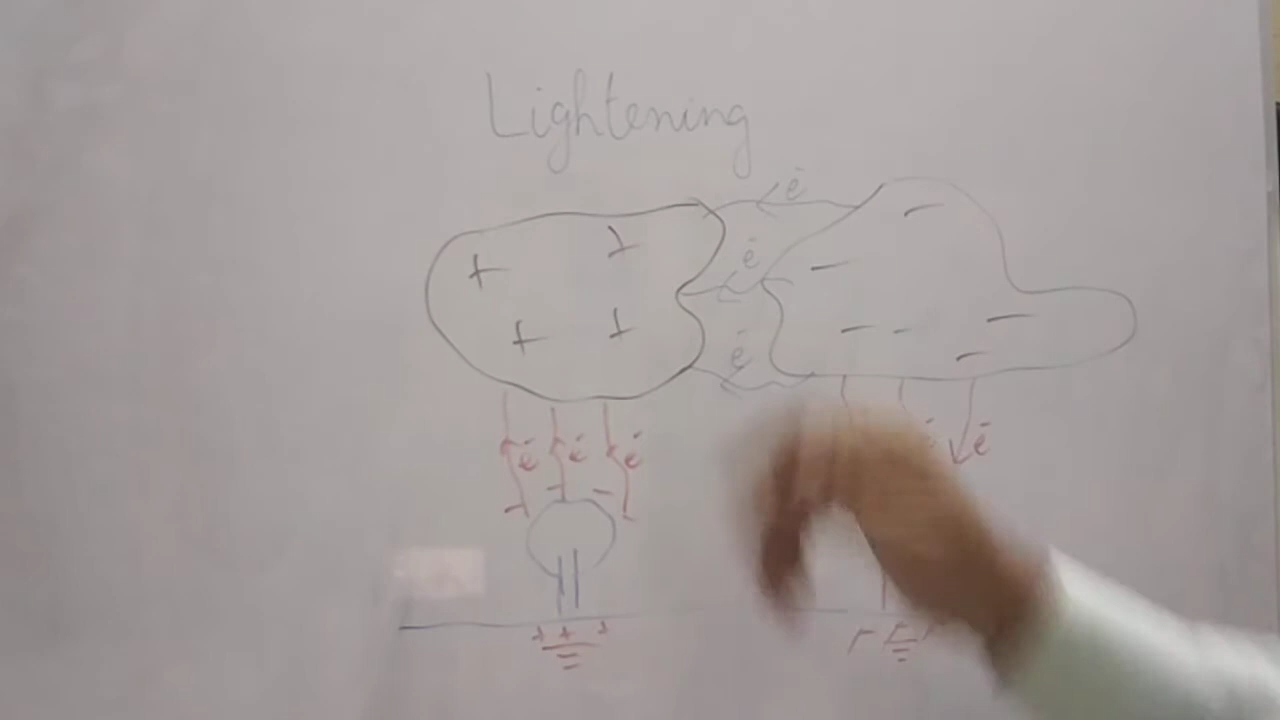 Lightening
ē
ē
+ + − −
+ + − − − −
ē
ē ē ē ē
− − −
+ + +